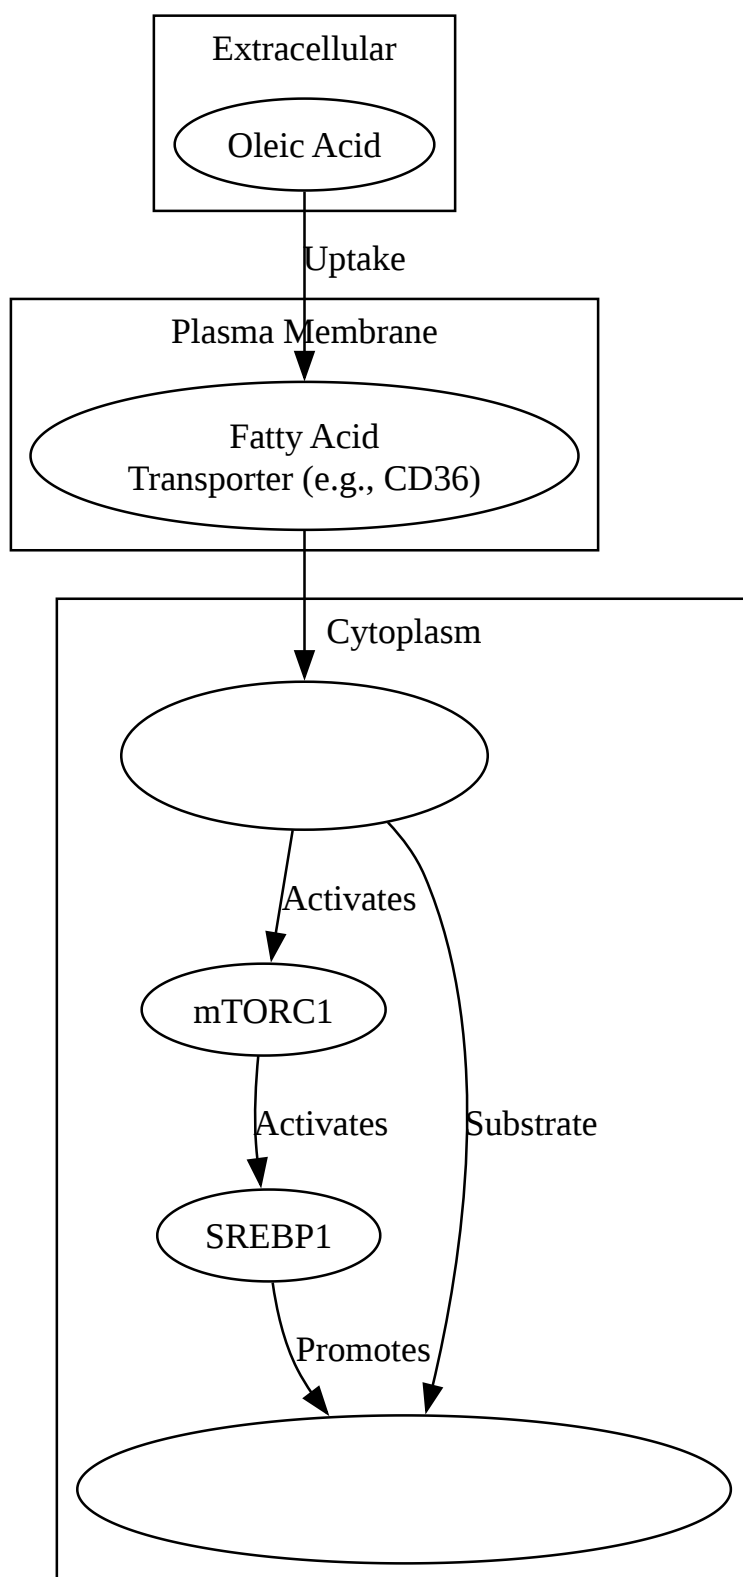 Extracellular
Oleic Acid
Uptake
Plasma Membrane
Fatty Acid
Transporter (e.g., CD36)
Cytoplasm
Activates
mTORC1
Activates
Substrate
SREBP1
Promotes